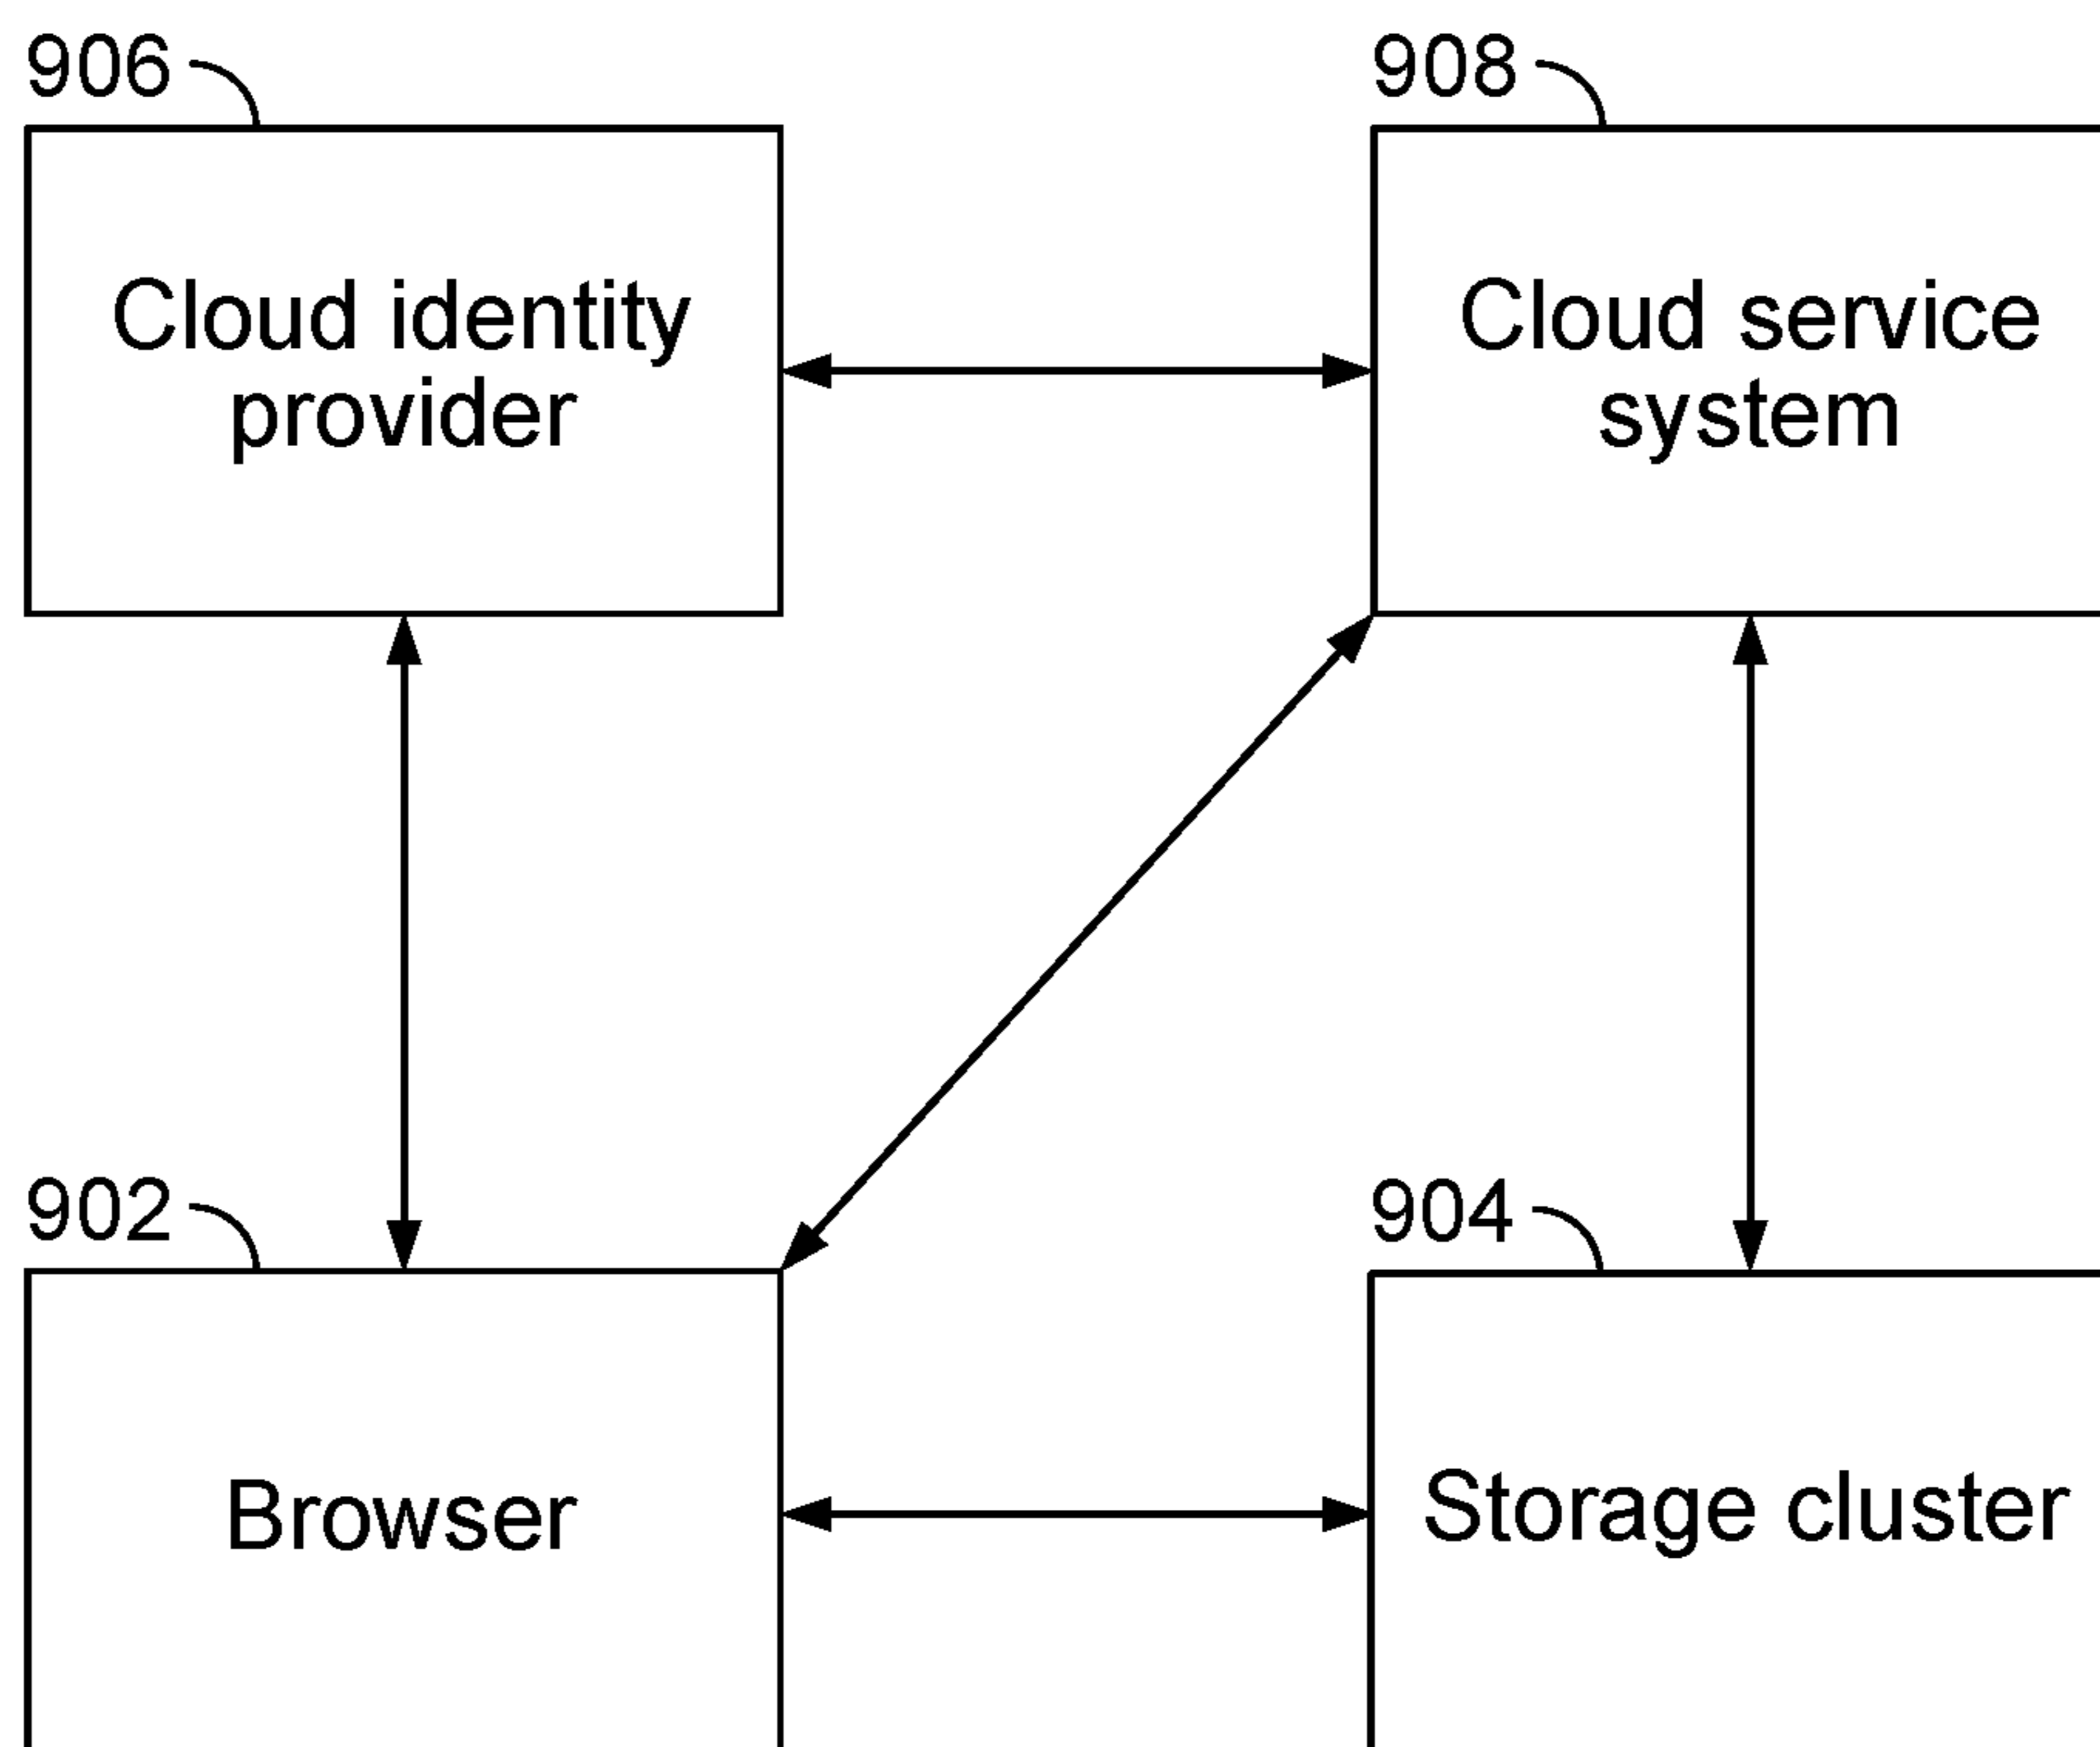 906
Cloud identity
provider
908
Cloud service
system
902
Browser
904
Storage cluster